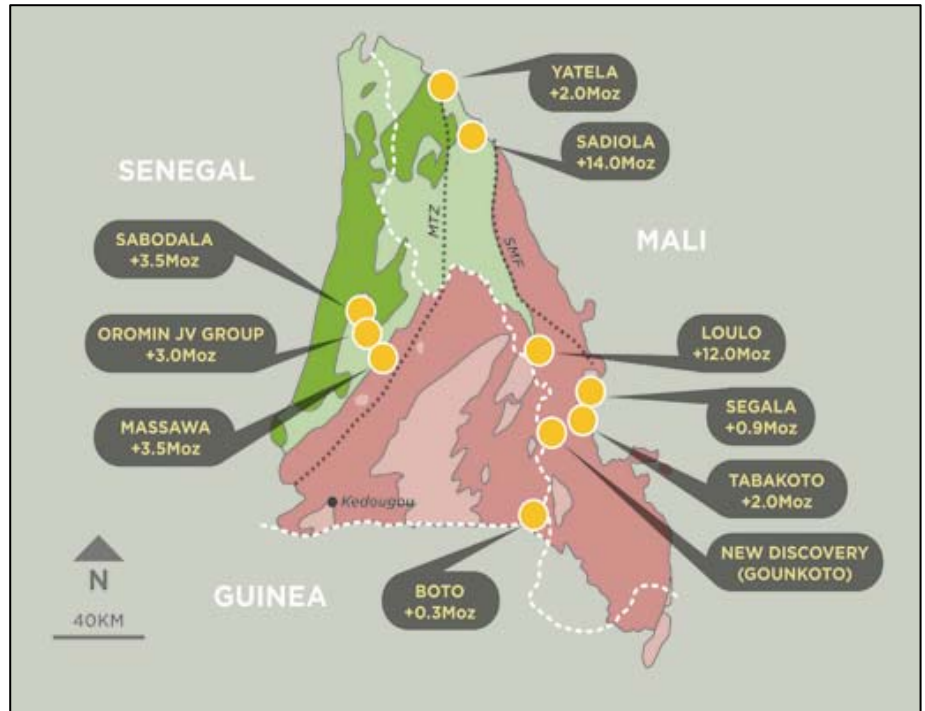 YATELA
+2.0Moz
SADIOLA
+14.0Moz
SENEGAL
MTZ
SMF
MALI
SABODALA
+3.5Moz
OROMIN JV GROUP
+3.0Moz
MASSAWA
+3.5Moz
LOULO
+12.0Moz
SEGALA
+0.9Moz
TABAKOTO
+2.0Moz
NEW DISCOVERY
(GOUNKOTO)
Kedougou
BOTO
+0.3Moz
GUINEA
N
40KM